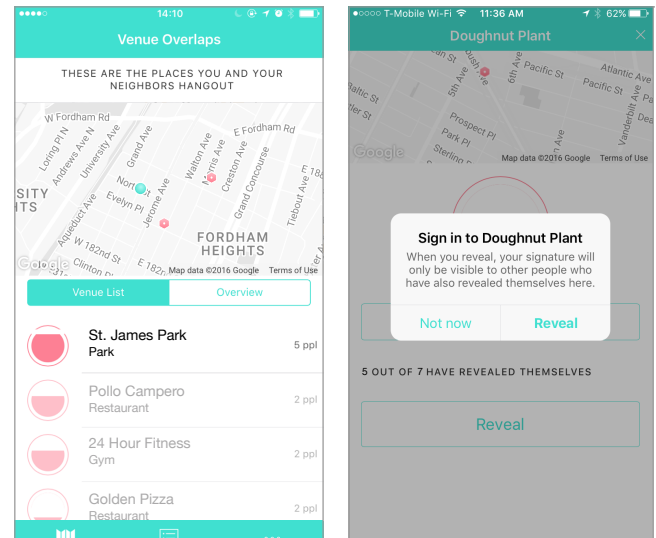 14:10
Venue Overlaps
THESE ARE THE PLACES YOU AND YOUR
NEIGHBORS HANGOUT
W Fordham Rd
E Fordham Rd
Loring Pl N
Andrews Ave N
University Ave
Grand Ave
Walton Ave
Morris Ave
Creston Ave
Grand Concourse
Tiebout Ave
E 18
SITY
HTS
Evelyn Pl
Jerome Ave
Aqueduct Ave
W 182nd St
Clinton
FORDHAM
HEIGHTS
Google
Map data ©2016 Google
Terms of Use
Venue List
Overview
St. James Park
Park
5 ppl
Pollo Campero
Restaurant
2 ppl
24 Hour Fitness
Gym
2 ppl
Golden Pizza
Restaurant
2 ppl
T-Mobile Wi-Fi
11:36 AM
62%
Doughnut Plant
5th Ave
6th Ave
Pacific St
Pacific St
Atlantic Ave
Vanderbilt Ave
Dea
Prospect Pl
Park Pl
Sterling
Ave
Google
Map data ©2016 Google
Terms of Use
Sign in to Doughnut Plant
When you reveal, your signature will
only be visible to other people who
have also revealed themselves here.
Not now
Reveal
5 OUT OF 7 HAVE REVEALED THEMSELVES
Reveal